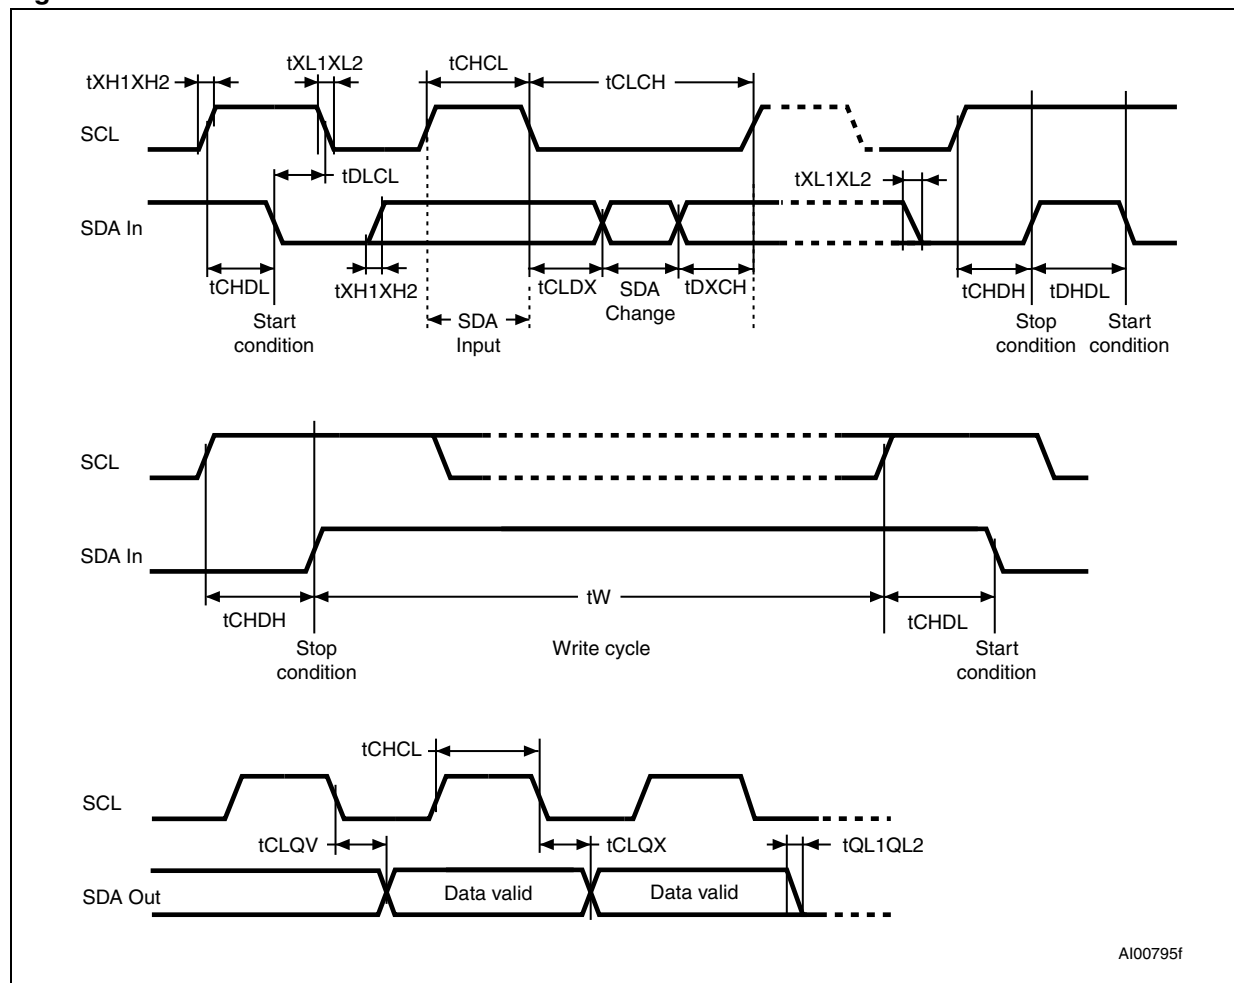 tXH1XH2
tXL1XL2
tCHCL
tCLCH
SCL
tDLCL
tXL1XL2
SDA In
tCHDL
tXH1XH2
tCLDX
SDA
Change
tDXCH
tCHDH
tDHDL
Start
condition
SDA
Input
Stop
condition
Start
condition
SCL
SDA In
tCHDH
tW
tCHDL
Stop
condition
Write cycle
Start
condition
tCHCL
SCL
tCLQV
tCLQX
tQL1QL2
SDA Out
Data valid
Data valid
AI00795f